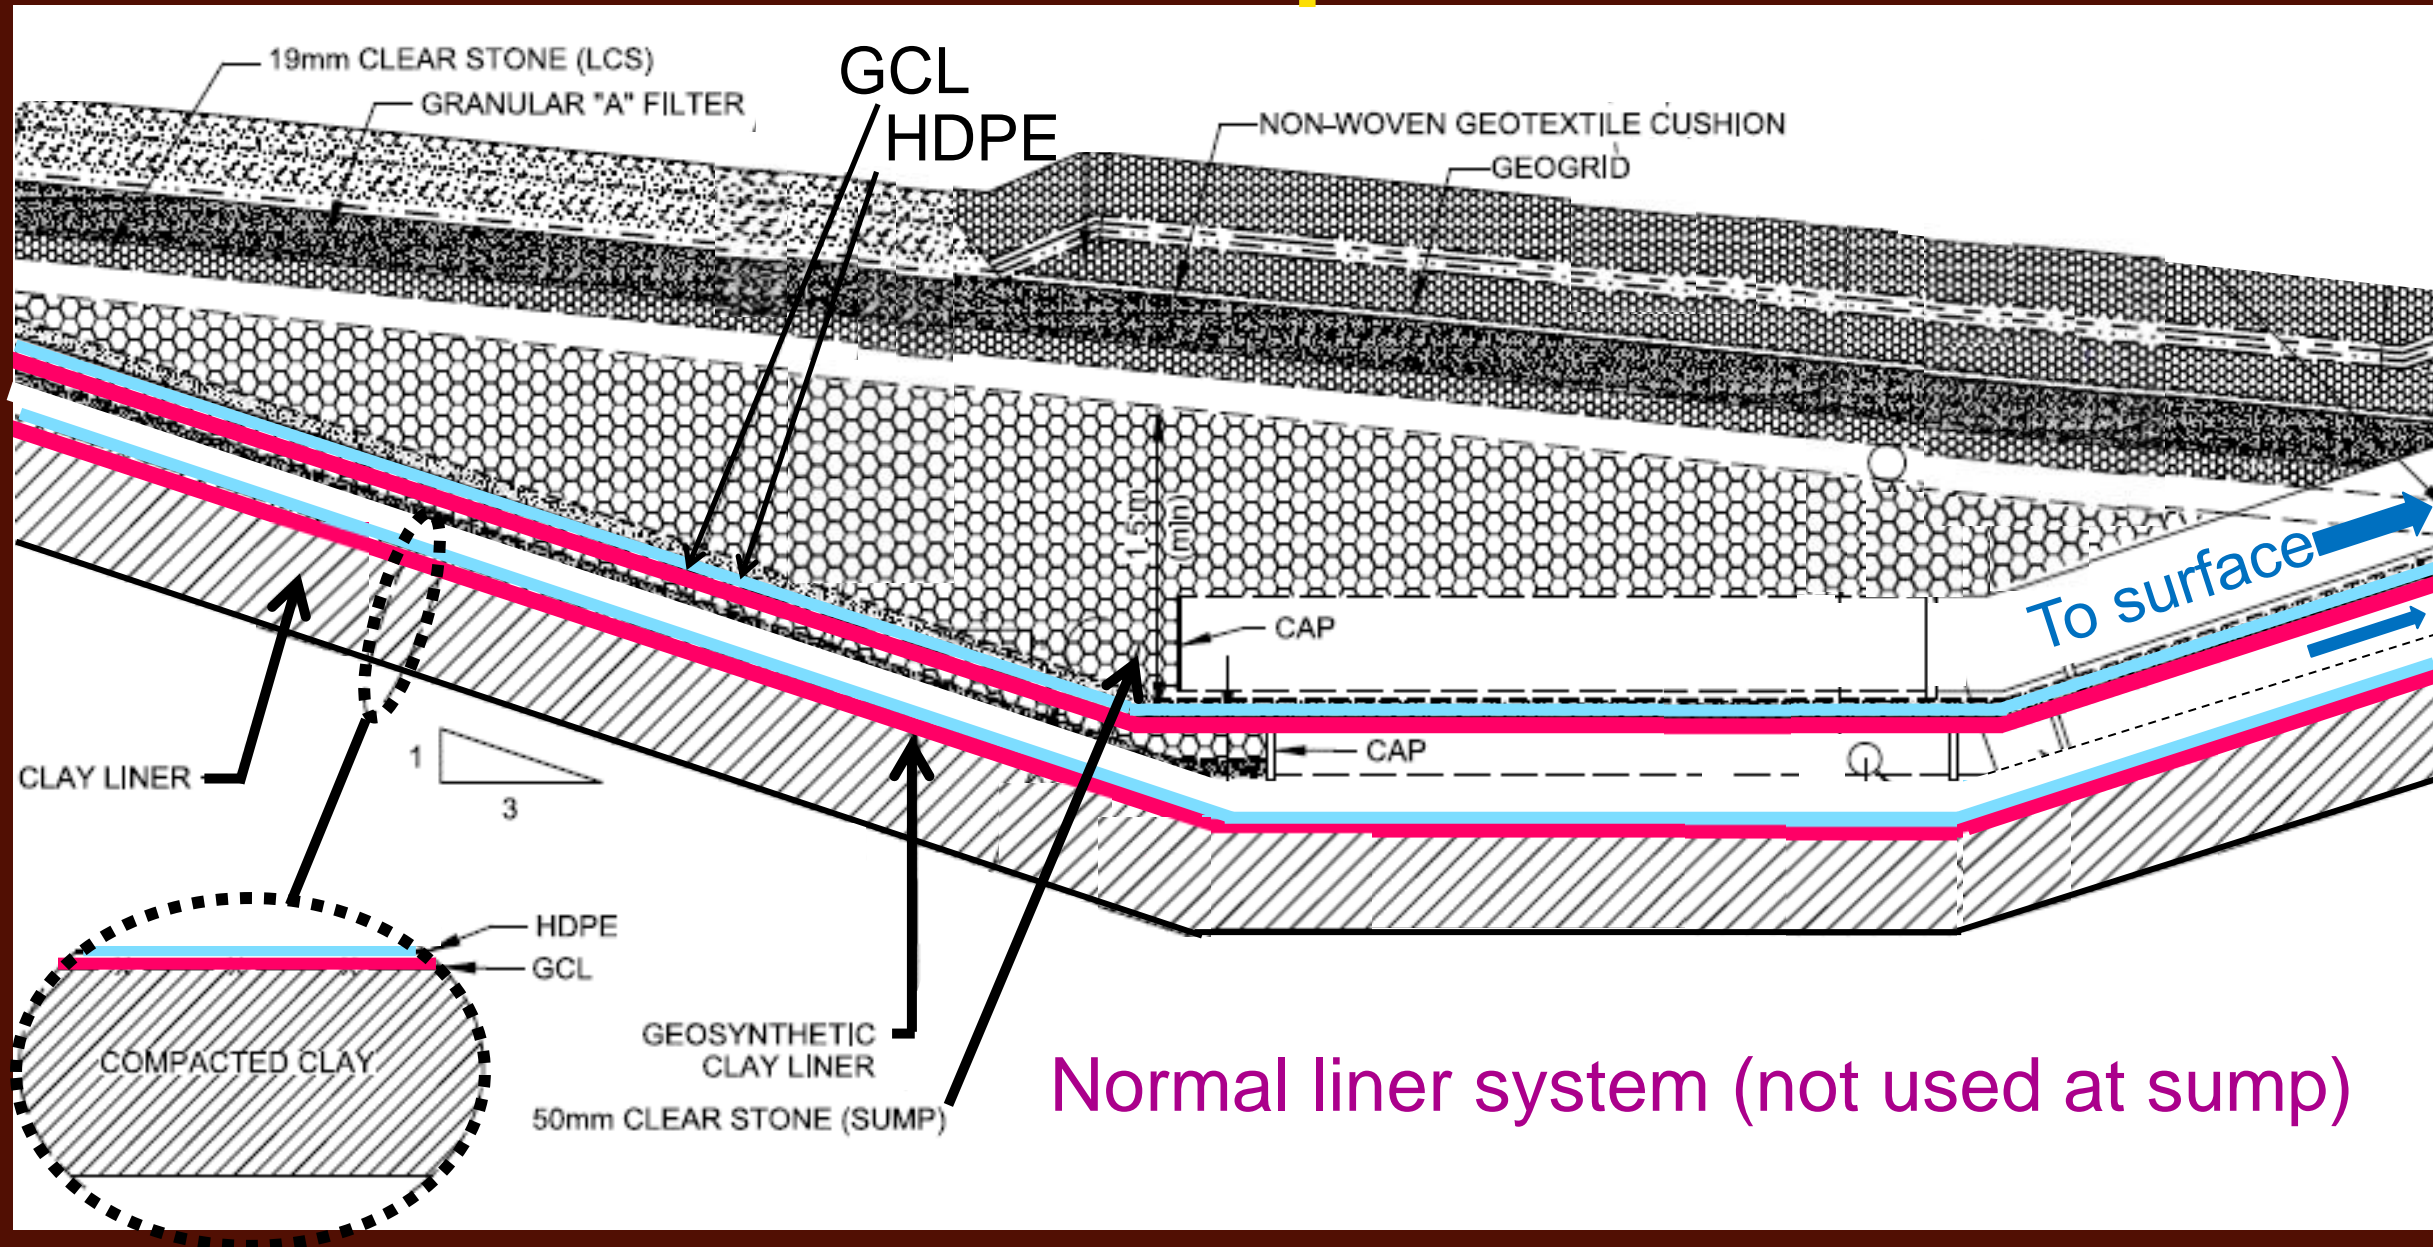 19mm CLEAR STONE (LCS)
GRANULAR "A" FILTER
GCL
HDPE
NON-WOVEN GEOTEXTILE CUSHION
GEOGRID
1.5m
(min)
To surface
CAP
CAP
CLAY LINER
1
3
HDPE
GCL
COMPACTED CLAY
GEOSYNTHETIC
CLAY LINER
50mm CLEAR STONE (SUMP)
Normal liner system (not used at sump)